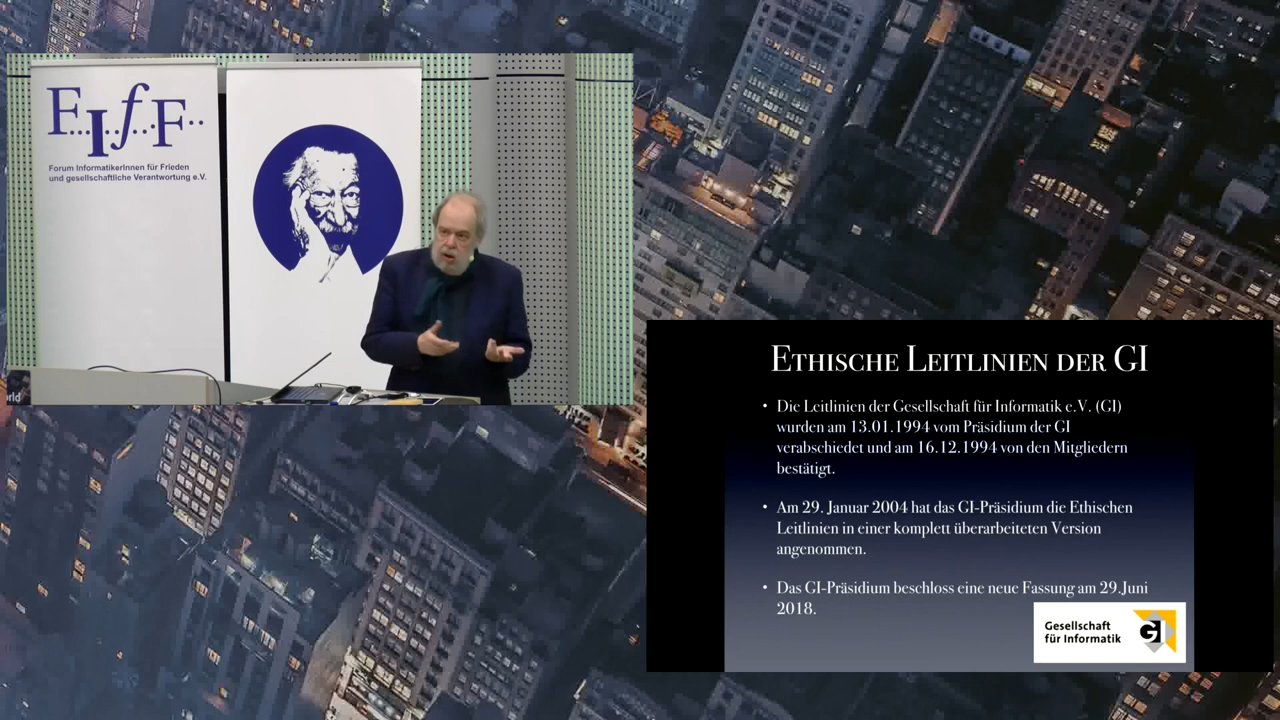 F..I..f..F..
Forum InformatikerInnen für Frieden
und gesellschaftliche Verantwortung e.V.
orld
ETHISCHE LEITLINIEN DER GI
• Die Leitlinien der Gesellschaft für Informatik e.V. (GI)
wurden am 13.01.1994 vom Präsidium der GI
verabschiedet und am 16.12.1994 von den Mitgliedern
bestätigt.
• Am 29. Januar 2004 hat das GI-Präsidium die Ethischen
Leitlinien in einer komplett überarbeiteten Version
angenommen.
• Das GI-Präsidium beschloss eine neue Fassung am 29.Juni
2018.
Gesellschaft
für Informatik
GI